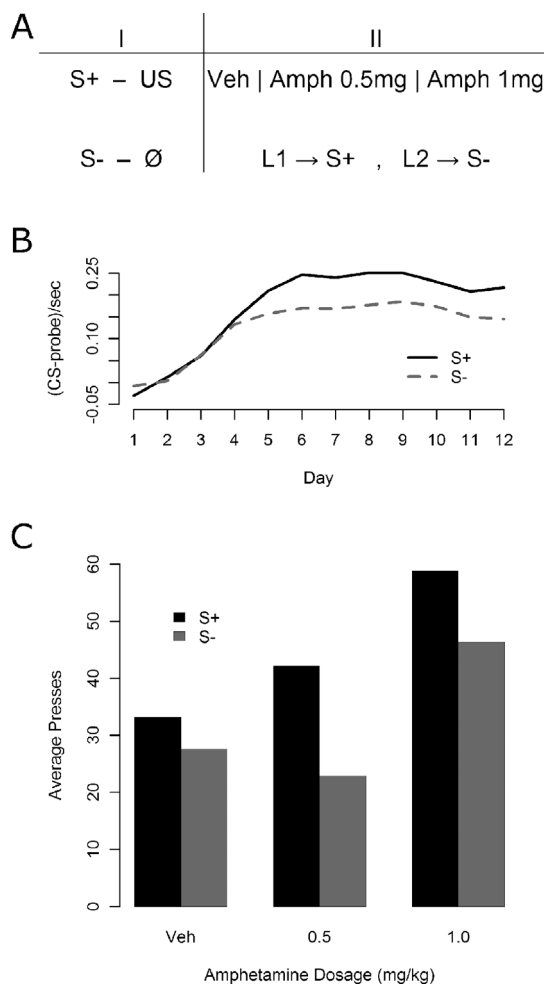 A
I II
S+ – US Veh | Amph 0.5mg | Amph 1mg
S- – Ø L1 → S+ , L2 → S-
B
(CS-probe)/sec
-0.05 0.10 0.25
S+
S-
1 2 3 4 5 6 7 8 9 10 11 12
Day
C
Average Presses
0 10 20 30 40 50 60
S+
S-
Veh 0.5 1.0
Amphetamine Dosage (mg/kg)